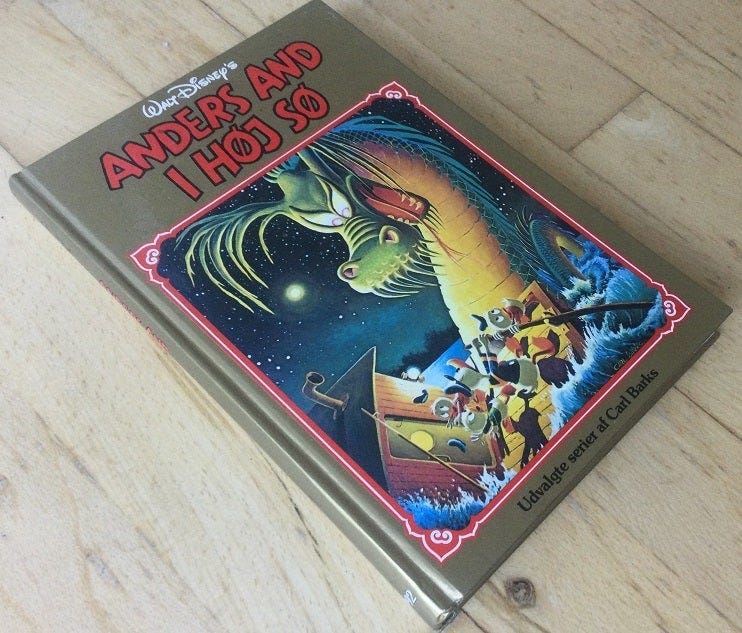 WALT DISNEY'S
ANDERS AND
I HØJ SØ
Udvalgte serier af Carl Barks